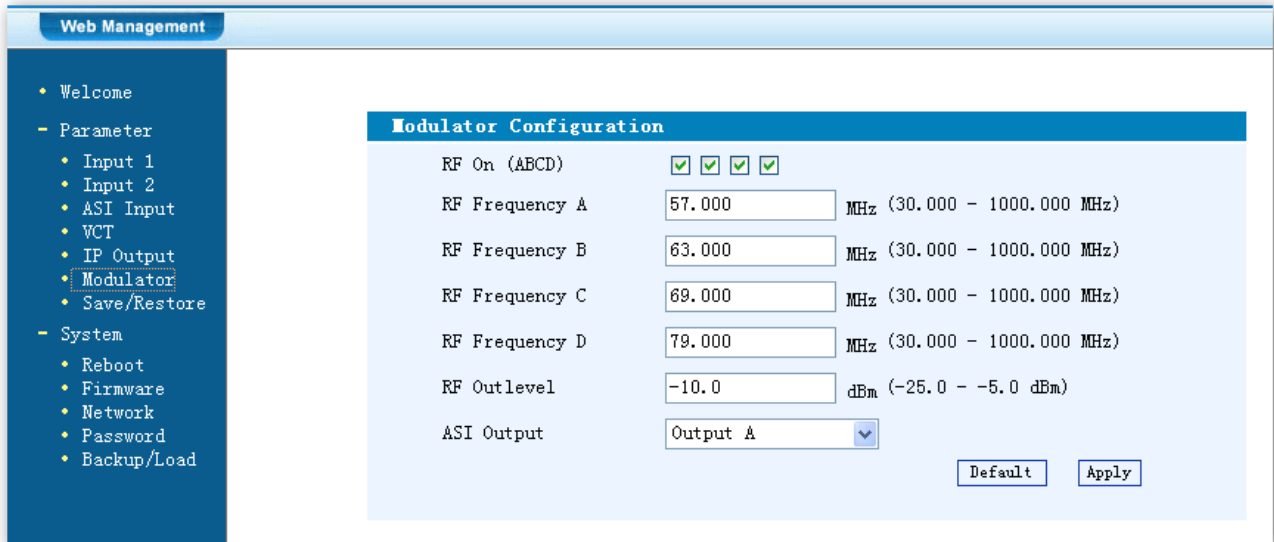 Web Management
Welcome
Parameter
Input 1
Input 2
ASI Input
VCT
IP Output
Modulator
Save/Restore
System
Reboot
Firmware
Network
Password
Backup/Load
Modulator Configuration
RF On (ABCD)
RF Frequency A 57.000 MHz (30.000 - 1000.000 MHz)
RF Frequency B 63.000 MHz (30.000 - 1000.000 MHz)
RF Frequency C 69.000 MHz (30.000 - 1000.000 MHz)
RF Frequency D 79.000 MHz (30.000 - 1000.000 MHz)
RF Outlevel -10.0 dBm (-25.0 - -5.0 dBm)
ASI Output Output A
Default Apply